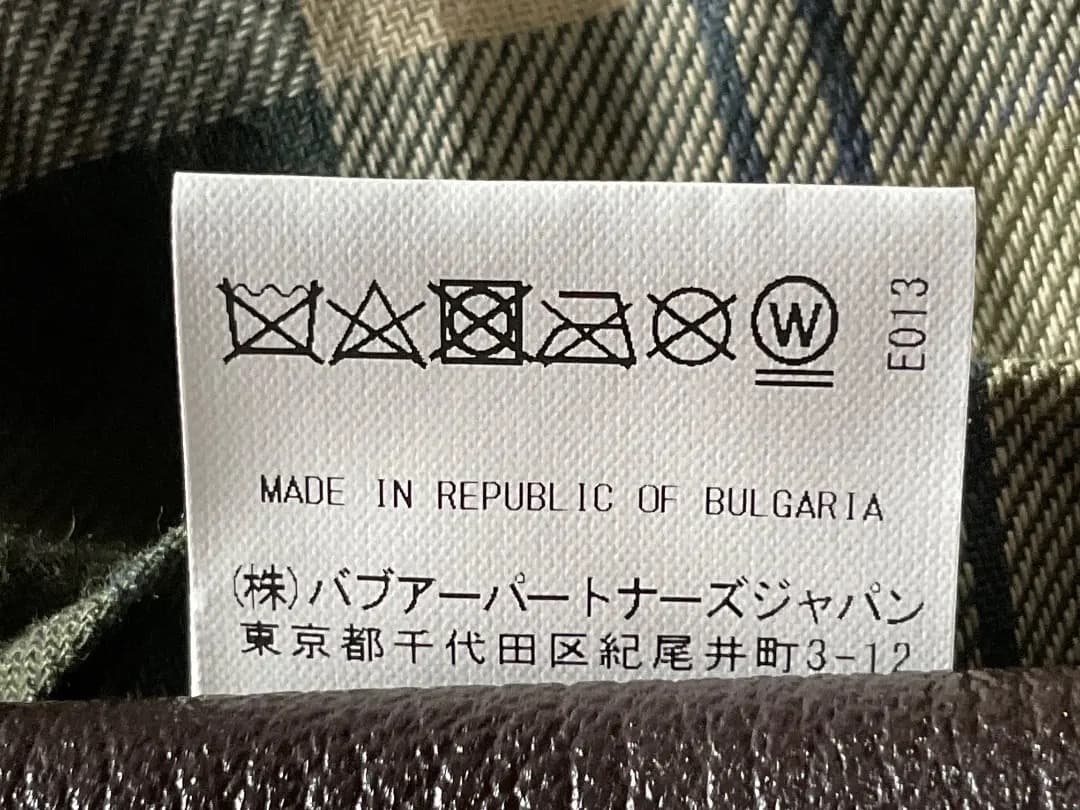 W
E013
MADE IN REPUBLIC OF BULGARIA
(株)バブアーパートナーズジャパン
東京都千代田区紀尾井町3-12